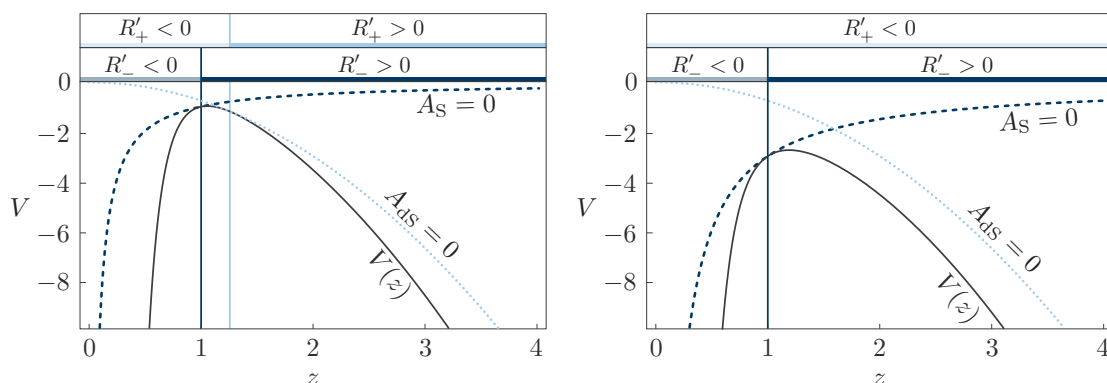 R′₊ < 0 R′₊ > 0
R′₋ < 0 R′₋ > 0
0
−2
−4
−6
−8
V
A_S = 0
A_dS = 0
V(z)
0 1 2 3 4
z
R′₊ < 0
R′₋ < 0 R′₋ > 0
0
−2
−4
−6
−8
V
A_S = 0
A_dS = 0
V(z)
0 1 2 3 4
z